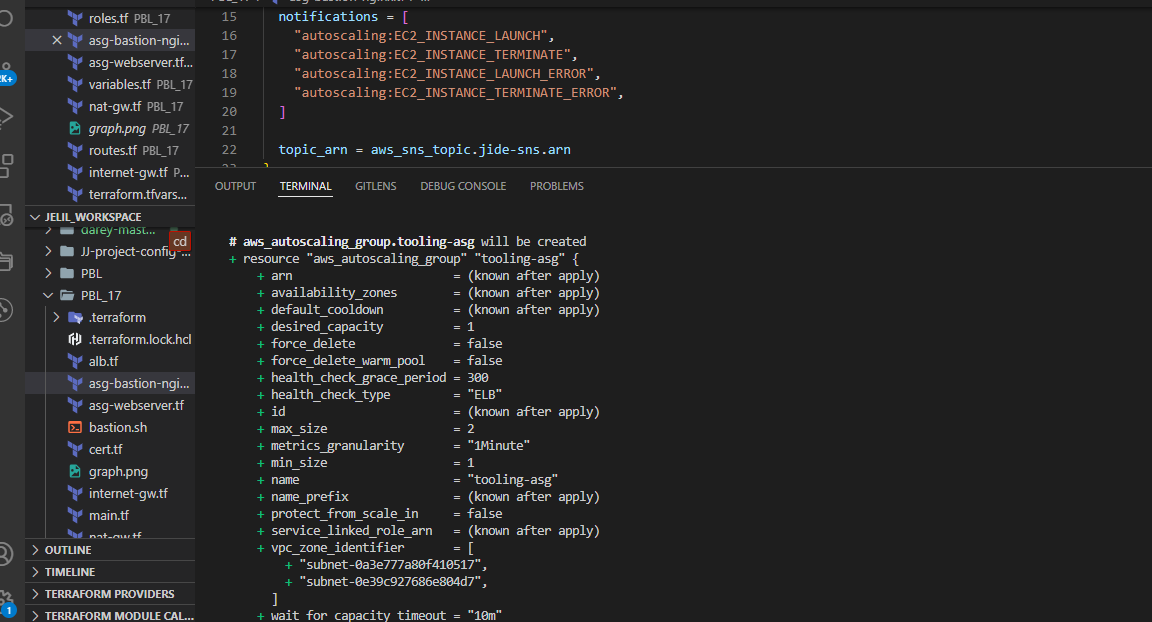 roles.tf PBL_17
asg-bastion-ngi...
asg-webserver.tf...
variables.tf PBL_17
nat-gw.tf PBL_17
graph.png PBL_17
routes.tf PBL_17
internet-gw.tf P...
terraform.tfvars...
JELIL_WORKSPACE
darey-mast...
cd
JJ-project-config-...
PBL
PBL_17
.terraform
.terraform.lock.hcl
alb.tf
asg-bastion-ngi...
asg-webserver.tf
bastion.sh
cert.tf
graph.png
internet-gw.tf
main.tf
nat-gw.tf
OUTLINE
TIMELINE
TERRAFORM PROVIDERS
TERRAFORM MODULE CAL...
K+
1
15 notifications = [
16 "autoscaling:EC2_INSTANCE_LAUNCH",
17 "autoscaling:EC2_INSTANCE_TERMINATE",
18 "autoscaling:EC2_INSTANCE_LAUNCH_ERROR",
19 "autoscaling:EC2_INSTANCE_TERMINATE_ERROR",
20 ]
21
22 topic_arn = aws_sns_topic.jide-sns.arn
OUTPUT TERMINAL GITLENS DEBUG CONSOLE PROBLEMS
# aws_autoscaling_group.tooling-asg will be created
+ resource "aws_autoscaling_group" "tooling-asg" {
+ arn = (known after apply)
+ availability_zones = (known after apply)
+ default_cooldown = (known after apply)
+ desired_capacity = 1
+ force_delete = false
+ force_delete_warm_pool = false
+ health_check_grace_period = 300
+ health_check_type = "ELB"
+ id = (known after apply)
+ max_size = 2
+ metrics_granularity = "1Minute"
+ min_size = 1
+ name = "tooling-asg"
+ name_prefix = (known after apply)
+ protect_from_scale_in = false
+ service_linked_role_arn = (known after apply)
+ vpc_zone_identifier = [
+ "subnet-0a3e777a80f410517",
+ "subnet-0e39c927686e804d7",
]
+ wait_for_capacity_timeout = "10m"